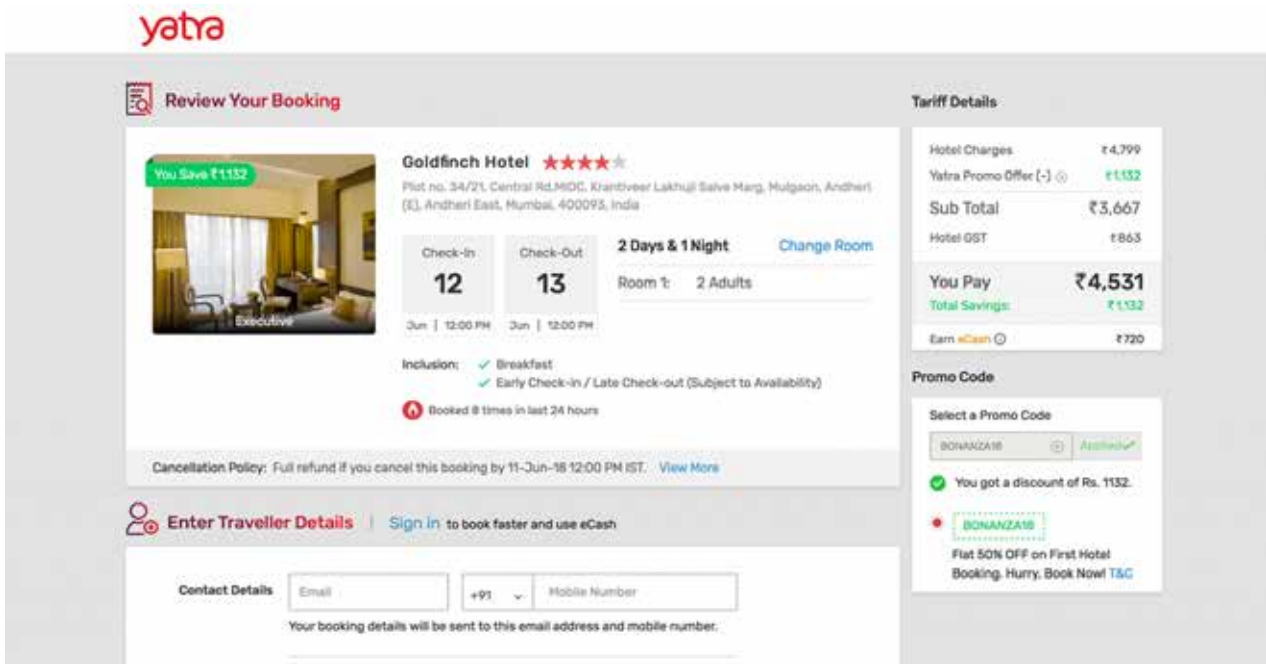 yatra
Review Your Booking
You Save ₹1,132
Executive
Goldfinch Hotel
Plot no. 34/21, Central Rd,MIDC, Krantiveer Lakhuji Salve Marg, Mulgaon, Andheri
(E), Andheri East, Mumbai, 400093, India
Check-In
12
Jun | 12:00 PM
Check-Out
13
Jun | 12:00 PM
2 Days & 1 Night Change Room
Room 1: 2 Adults
Inclusion: Breakfast
Early Check-in / Late Check-out (Subject to Availability)
Booked 8 times in last 24 hours
Cancellation Policy: Full refund if you cancel this booking by 11-Jun-18 12:00 PM IST. View More
Enter Traveller Details | Sign in to book faster and use eCash
Contact Details Email +91 Mobile Number
Your booking details will be sent to this email address and mobile number.
Tariff Details
Hotel Charges ₹4,799
Yatra Promo Offer (-) ₹1,132
Sub Total ₹3,667
Hotel GST ₹863
You Pay ₹4,531
Total Savings: ₹1,132
Earn eCash ₹720
Promo Code
Select a Promo Code
BONANZA18 Applied
You got a discount of Rs. 1132.
BONANZA18
Flat 50% OFF on First Hotel
Booking. Hurry, Book Now! T&C